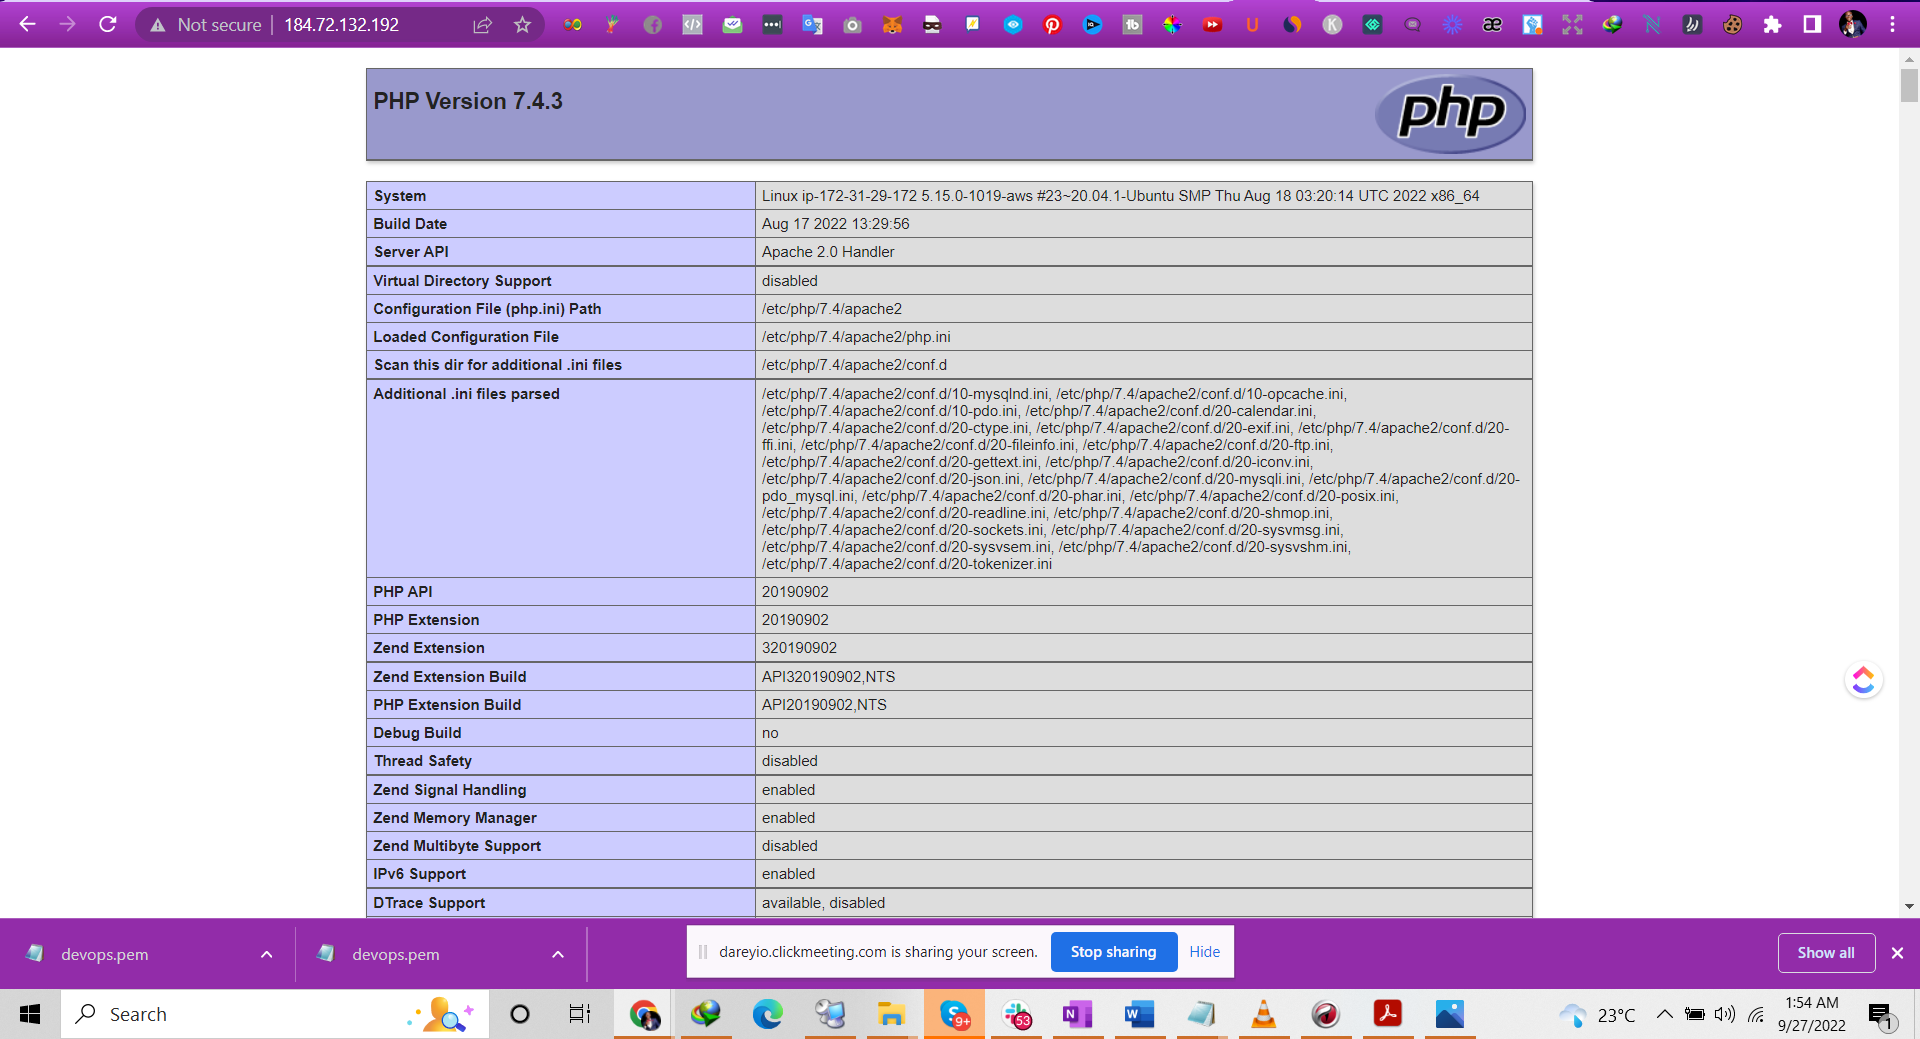 Not secure | 184.72.132.192
PHP Version 7.4.3
php
System Linux ip-172-31-29-172 5.15.0-1019-aws #23~20.04.1-Ubuntu SMP Thu Aug 18 03:20:14 UTC 2022 x86_64
Build Date Aug 17 2022 13:29:56
Server API Apache 2.0 Handler
Virtual Directory Support disabled
Configuration File (php.ini) Path /etc/php/7.4/apache2
Loaded Configuration File /etc/php/7.4/apache2/php.ini
Scan this dir for additional .ini files /etc/php/7.4/apache2/conf.d
Additional .ini files parsed /etc/php/7.4/apache2/conf.d/10-mysqlnd.ini, /etc/php/7.4/apache2/conf.d/10-opcache.ini,
/etc/php/7.4/apache2/conf.d/10-pdo.ini, /etc/php/7.4/apache2/conf.d/20-calendar.ini,
/etc/php/7.4/apache2/conf.d/20-ctype.ini, /etc/php/7.4/apache2/conf.d/20-exif.ini, /etc/php/7.4/apache2/conf.d/20-
ffi.ini, /etc/php/7.4/apache2/conf.d/20-fileinfo.ini, /etc/php/7.4/apache2/conf.d/20-ftp.ini,
/etc/php/7.4/apache2/conf.d/20-gettext.ini, /etc/php/7.4/apache2/conf.d/20-iconv.ini,
/etc/php/7.4/apache2/conf.d/20-json.ini, /etc/php/7.4/apache2/conf.d/20-mysqli.ini, /etc/php/7.4/apache2/conf.d/20-
pdo_mysql.ini, /etc/php/7.4/apache2/conf.d/20-phar.ini, /etc/php/7.4/apache2/conf.d/20-posix.ini,
/etc/php/7.4/apache2/conf.d/20-readline.ini, /etc/php/7.4/apache2/conf.d/20-shmop.ini,
/etc/php/7.4/apache2/conf.d/20-sockets.ini, /etc/php/7.4/apache2/conf.d/20-sysvmsg.ini,
/etc/php/7.4/apache2/conf.d/20-sysvsem.ini, /etc/php/7.4/apache2/conf.d/20-sysvshm.ini,
/etc/php/7.4/apache2/conf.d/20-tokenizer.ini
PHP API 20190902
PHP Extension 20190902
Zend Extension 320190902
Zend Extension Build API320190902,NTS
PHP Extension Build API20190902,NTS
Debug Build no
Thread Safety disabled
Zend Signal Handling enabled
Zend Memory Manager enabled
Zend Multibyte Support disabled
IPv6 Support enabled
DTrace Support available, disabled
devops.pem
devops.pem
dareyio.clickmeeting.com is sharing your screen. Stop sharing Hide
Show all
Search
9+
53
23°C
1:54 AM
9/27/2022
1